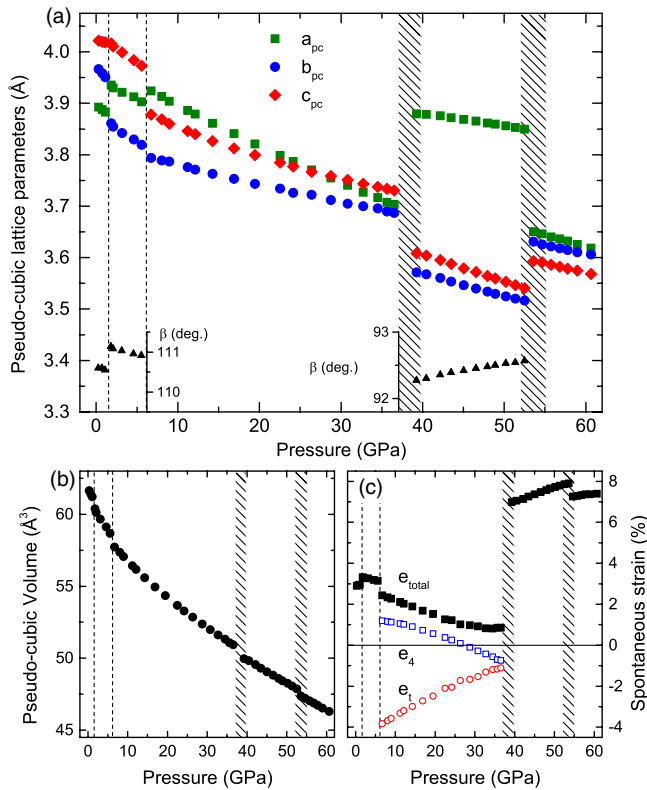 (a)
a_pc
b_pc
c_pc
4.0
3.9
3.8
3.7
3.6
3.5
3.4
3.3
Pseudo-cubic lattice parameters (Å)
β (deg.)
111
110
β (deg.)
93
92
0 10 20 30 40 50 60
Pressure (GPa)
(b)
60
55
50
45
Pseudo-cubic Volume (Å³)
0 10 20 30 40 50 60
Pressure (GPa)
(c)
e_total
e_4
e_t
8
6
4
2
0
-2
-4
Spontaneous strain (%)
0 10 20 30 40 50 60
Pressure (GPa)